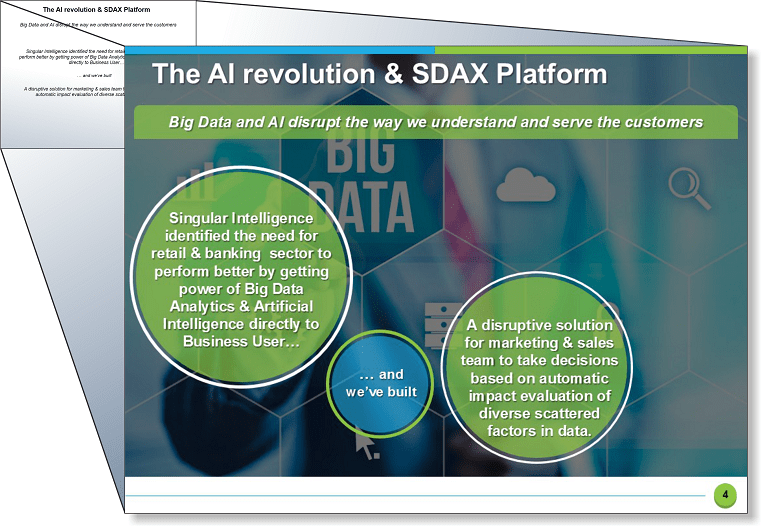 The AI revolution & SDAX Platform
Big Data and AI disrupt the way we understand and serve the customers
Singular Intelligence identified the need for retai
perform better by getting power of Big Data Analytic
directly to Business User…
… and we've built
A disruptive solution for marketing & sales team t
automatic impact evaluation of diverse scatt
The AI revolution & SDAX Platform
Big Data and AI disrupt the way we understand and serve the customers
BIG
DATA
Singular Intelligence
identified the need for
retail & banking sector to
perform better by getting
power of Big Data
Analytics & Artificial
Intelligence directly to
Business User…
… and
we've built
A disruptive solution
for marketing & sales
team to take decisions
based on automatic
impact evaluation of
diverse scattered
factors in data.
4